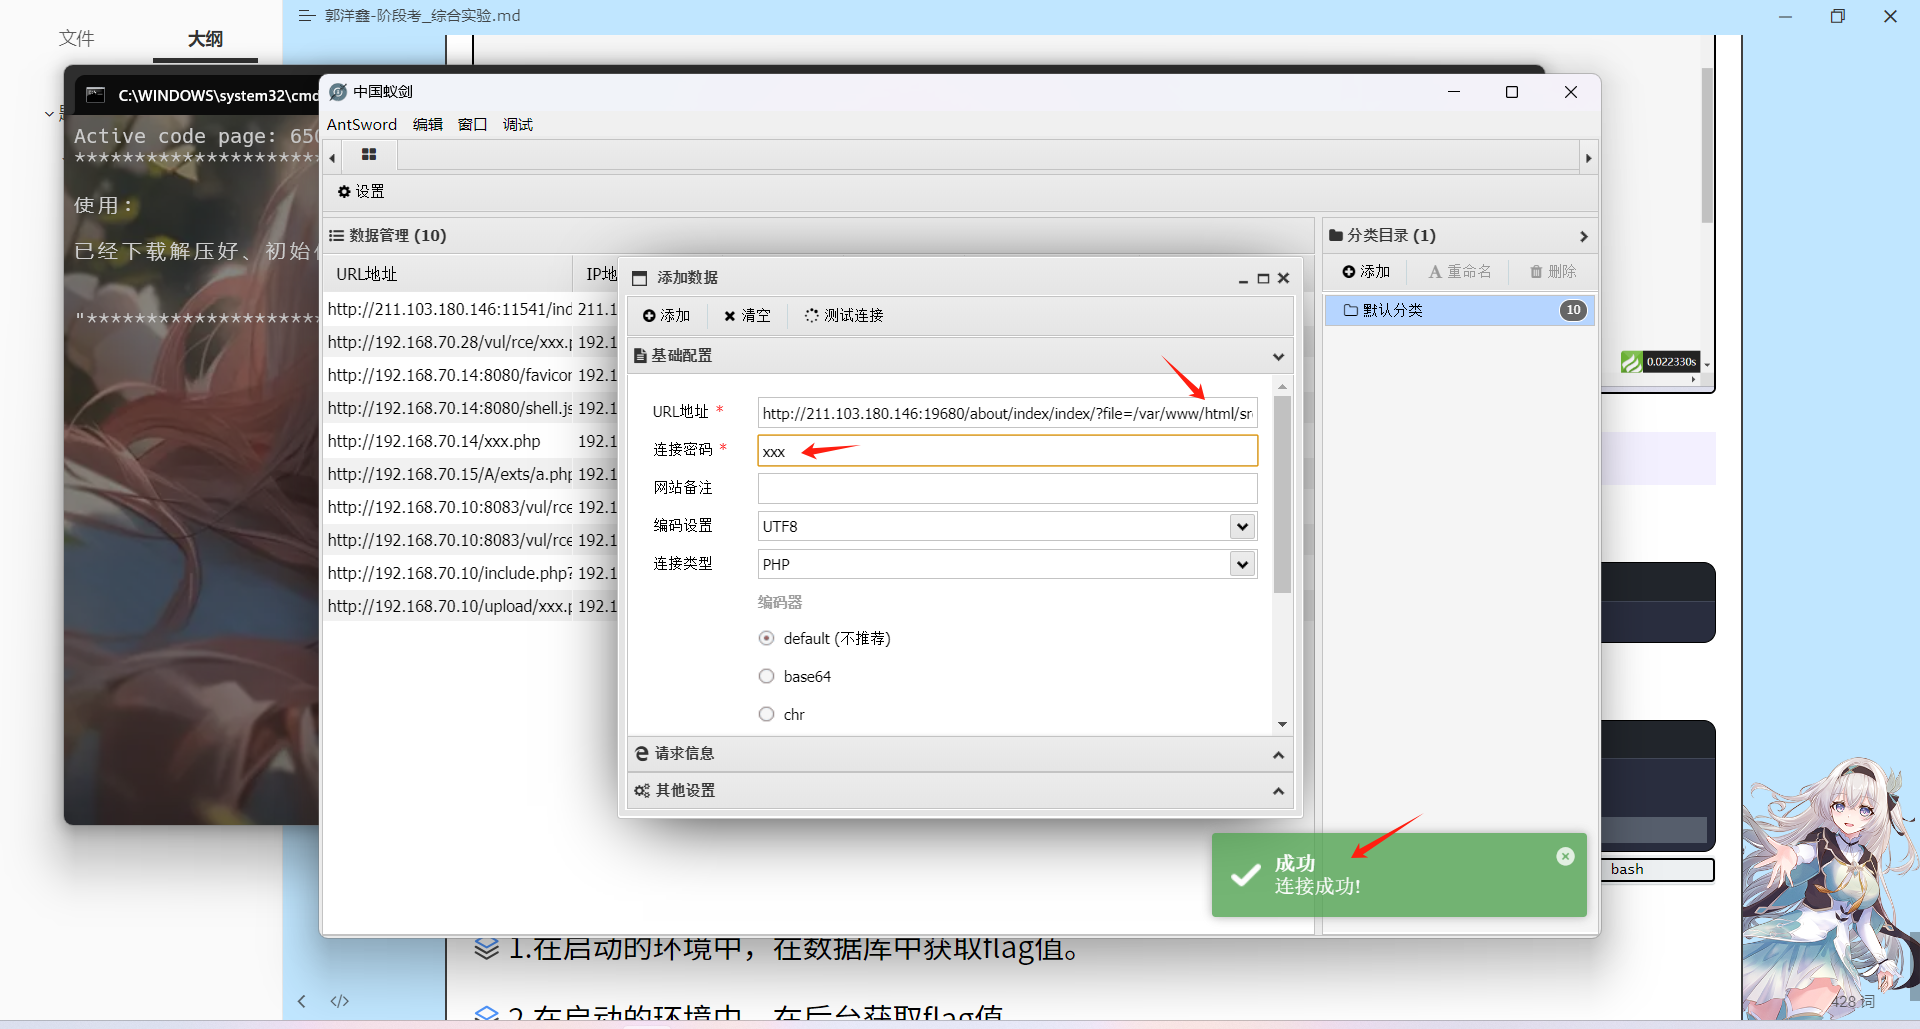 文件
大纲
郭洋鑫-阶段考_综合实验.md
C:\WINDOWS\system32\cmd
Active code page: 650
*********************
使用:
已经下载解压好、初始
"********************
中国蚁剑
AntSword 编辑 窗口 调试
设置
数据管理 (10)
URL地址 IP地
http://211.103.180.146:11541/ind 211.1
http://192.168.70.28/vul/rce/xxx.p 192.1
http://192.168.70.14:8080/favicor 192.1
http://192.168.70.14:8080/shell.js 192.1
http://192.168.70.14/xxx.php 192.1
http://192.168.70.15/A/exts/a.php 192.1
http://192.168.70.10:8083/vul/rce 192.1
http://192.168.70.10:8083/vul/rce 192.1
http://192.168.70.10/include.php? 192.1
http://192.168.70.10/upload/xxx.p 192.1
分类目录 (1)
添加 重命名 删除
默认分类 10
添加数据
添加 清空 测试连接
基础配置
URL地址 * http://211.103.180.146:19680/about/index/index/?file=/var/www/html/sr
连接密码 * xxx
网站备注
编码设置 UTF8
连接类型 PHP
编码器
default (不推荐)
base64
chr
请求信息
其他设置
成功
连接成功!
0.022330s
bash
1.在启动的环境中，在数据库中获取flag值。
2.在启动的环境中，在后台获取flag值
428 词